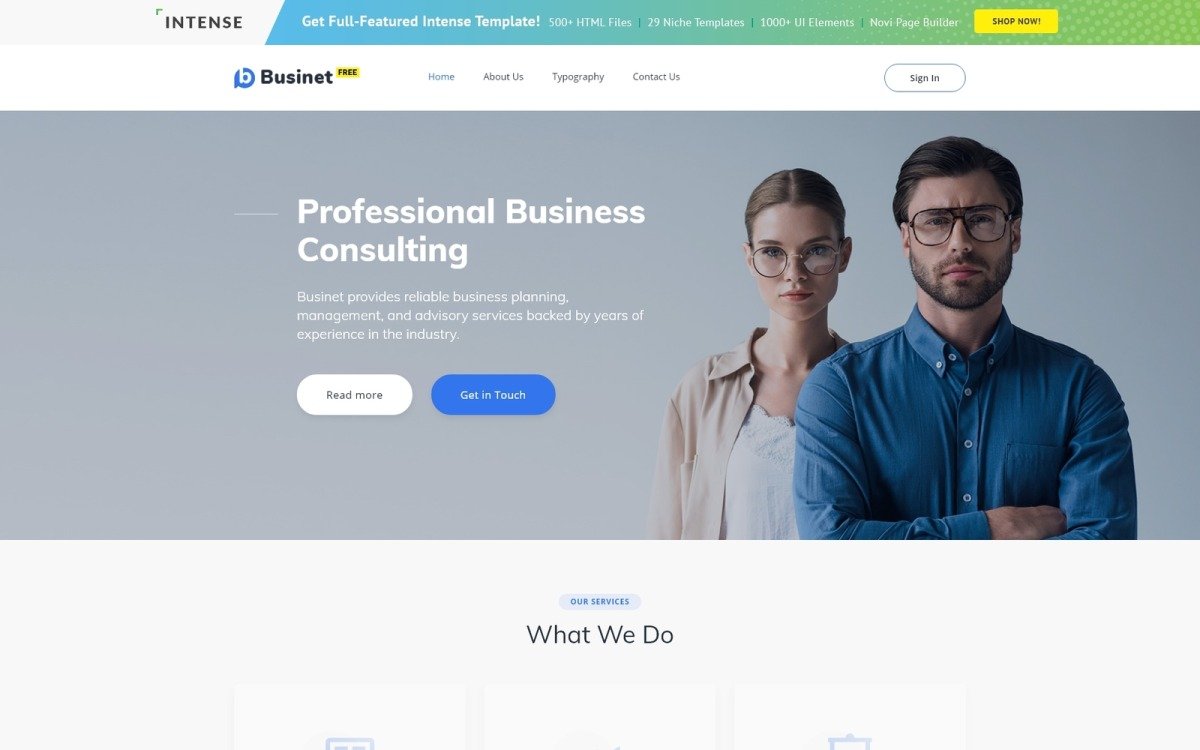 INTENSE Get Full-Featured Intense Template! 500+ HTML Files | 29 Niche Templates | 1000+ UI Elements | Novi Page Builder SHOP NOW!
Businet FREE Home About Us Typography Contact Us Sign In
Professional Business
Consulting
Businet provides reliable business planning,
management, and advisory services backed by years of
experience in the industry.
Read more Get in Touch
OUR SERVICES
What We Do